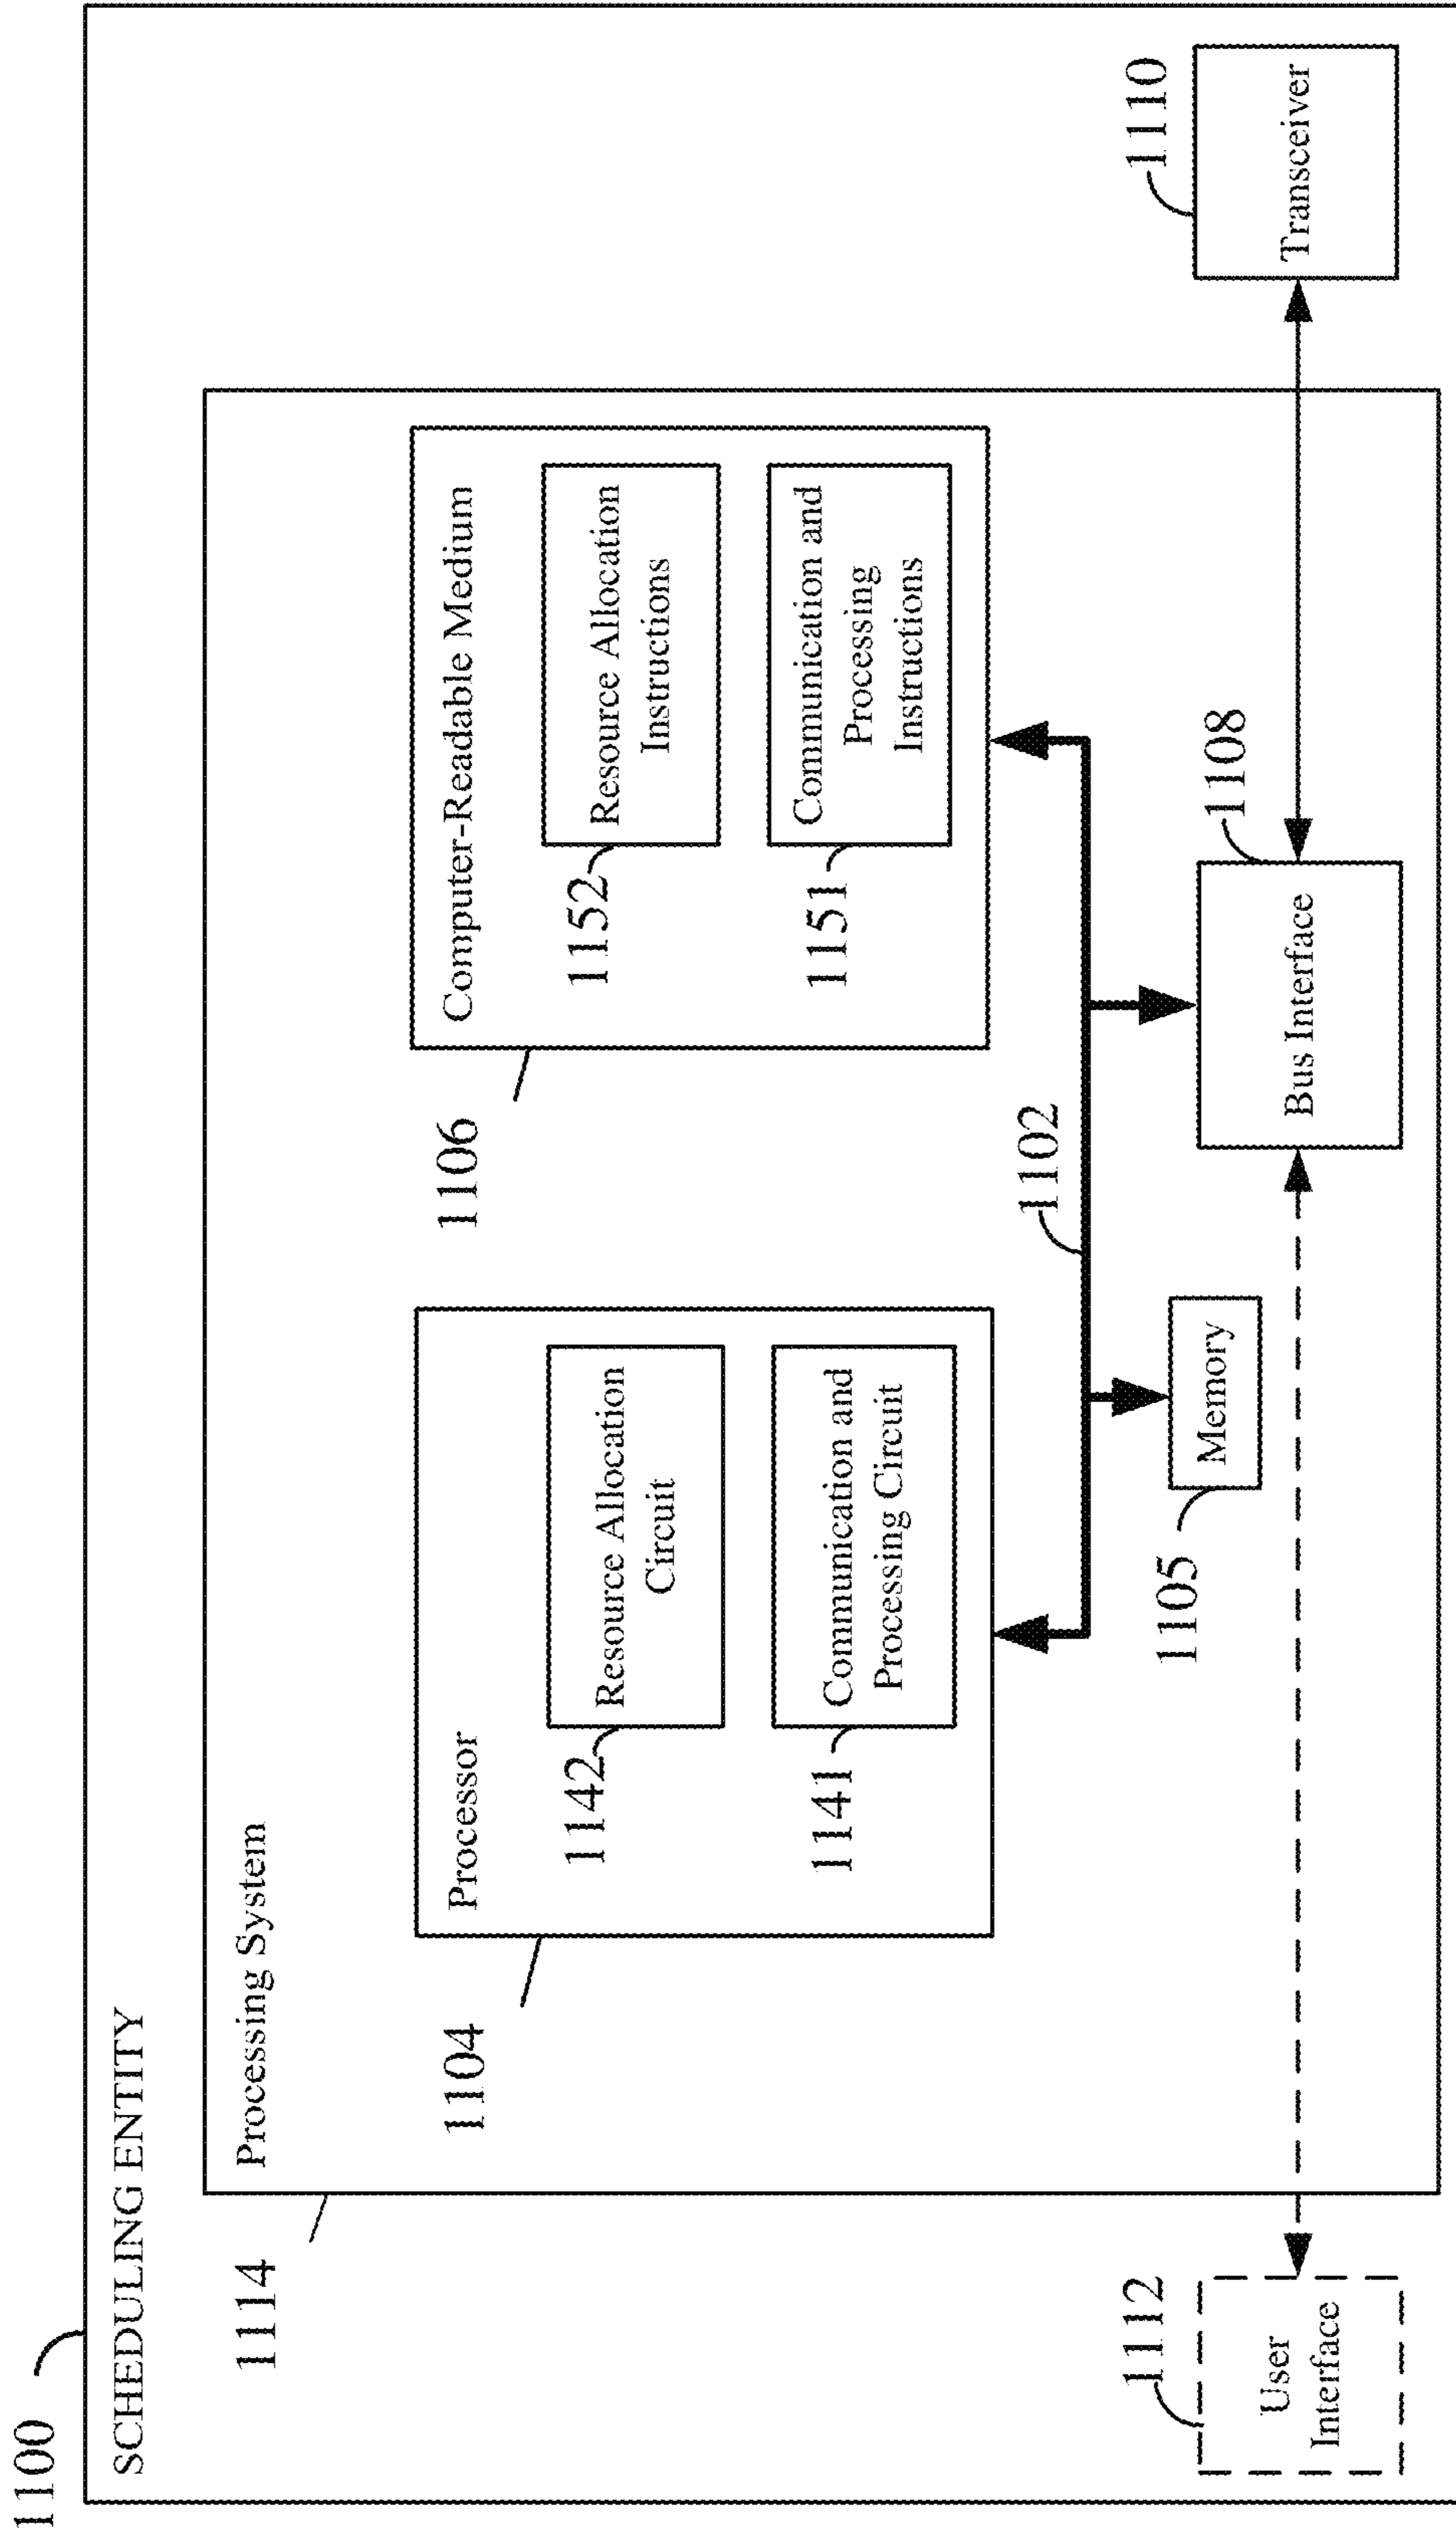 1100
SCHEDULING ENTITY
1114
Processing System
1104
Processor
1142
Resource Allocation
Circuit
1141
Communication and
Processing Circuit
1106
Computer-Readable Medium
1152
Resource Allocation
Instructions
1151
Communication and
Processing
Instructions
1102
1105
Memory
1108
Bus Interface
1112
User
Interface
1110
Transceiver